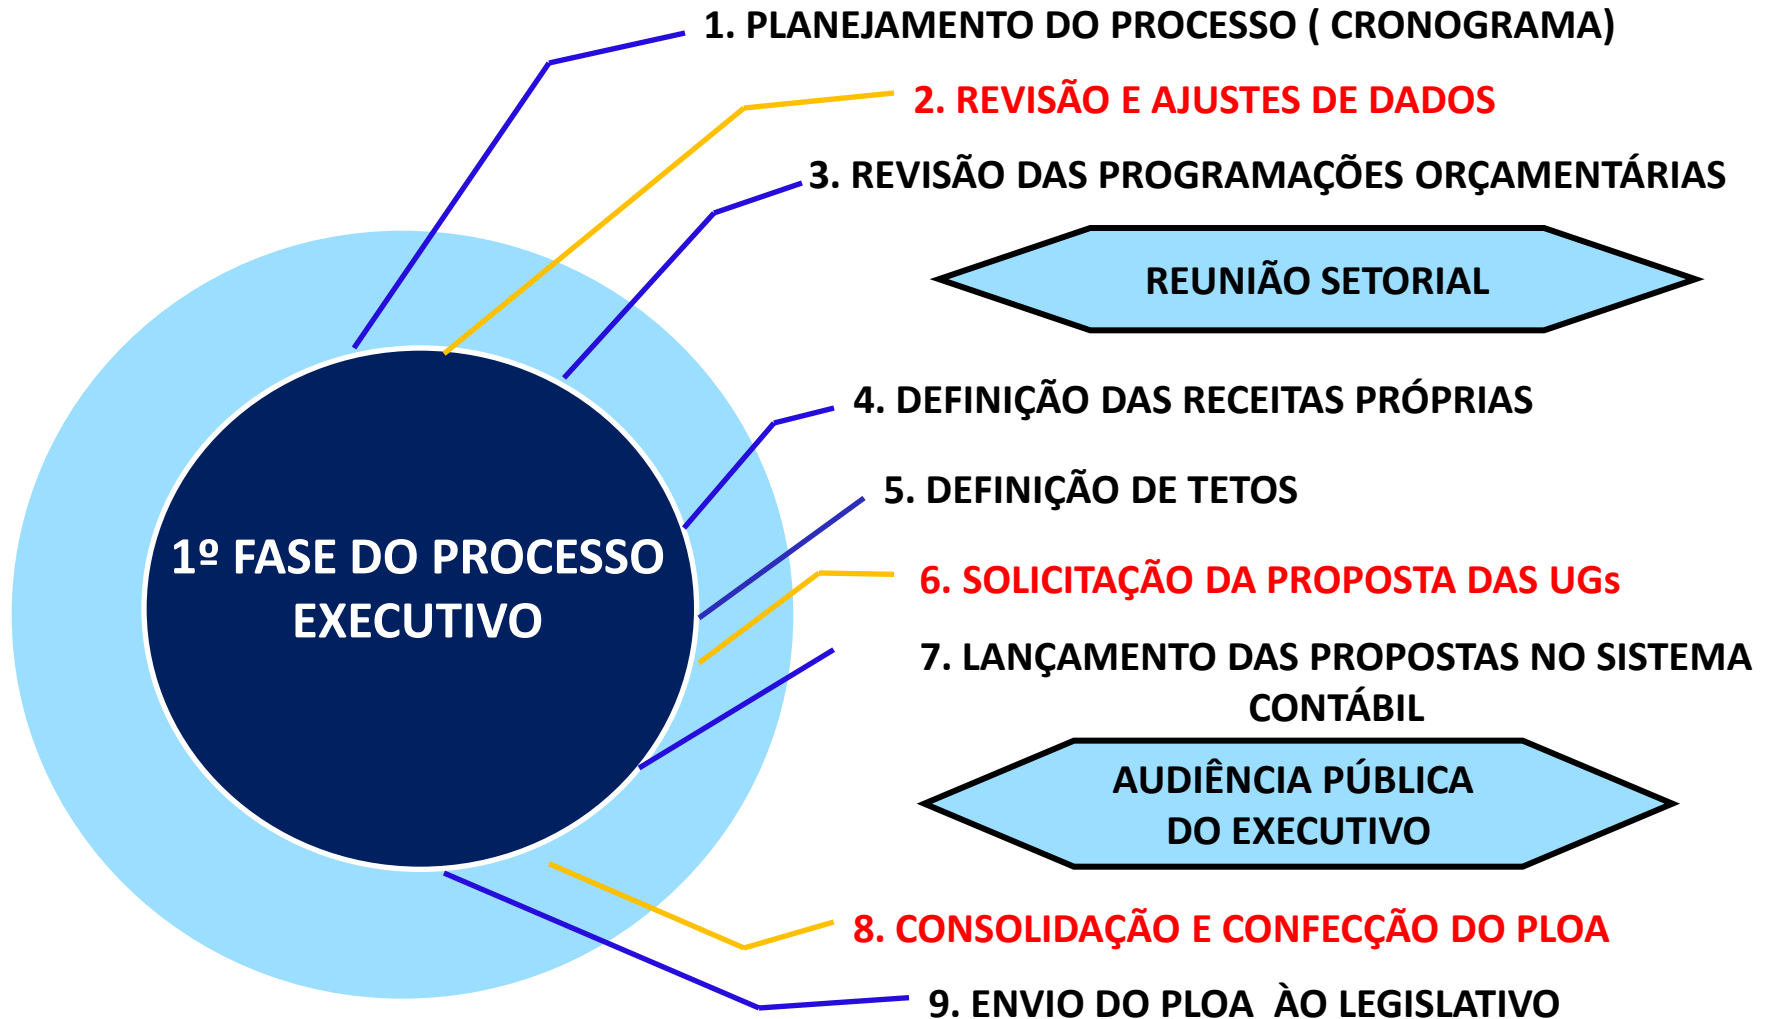 1. PLANEJAMENTO DO PROCESSO ( CRONOGRAMA)
2. REVISÃO E AJUSTES DE DADOS
3. REVISÃO DAS PROGRAMAÇÕES ORÇAMENTÁRIAS
REUNIÃO SETORIAL
4. DEFINIÇÃO DAS RECEITAS PRÓPRIAS
5. DEFINIÇÃO DE TETOS
1º FASE DO PROCESSO
EXECUTIVO
6. SOLICITAÇÃO DA PROPOSTA DAS UGs
7. LANÇAMENTO DAS PROPOSTAS NO SISTEMA
CONTÁBIL
AUDIÊNCIA PÚBLICA
DO EXECUTIVO
8. CONSOLIDAÇÃO E CONFECÇÃO DO PLOA
9. ENVIO DO PLOA  ÀO LEGISLATIVO